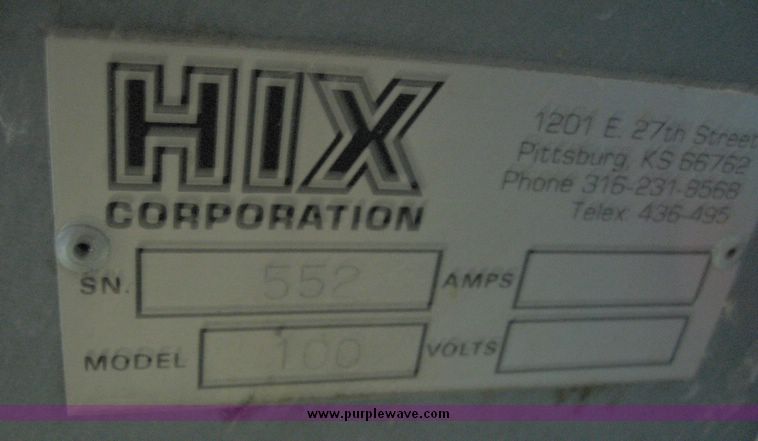 HIX
CORPORATION
1201 E. 27th Street
Pittsburg, KS 66762
Phone 316-231-8568
Telex 436-495
SN. 552 AMPS
MODEL 100 VOLTS
www.purplewave.com